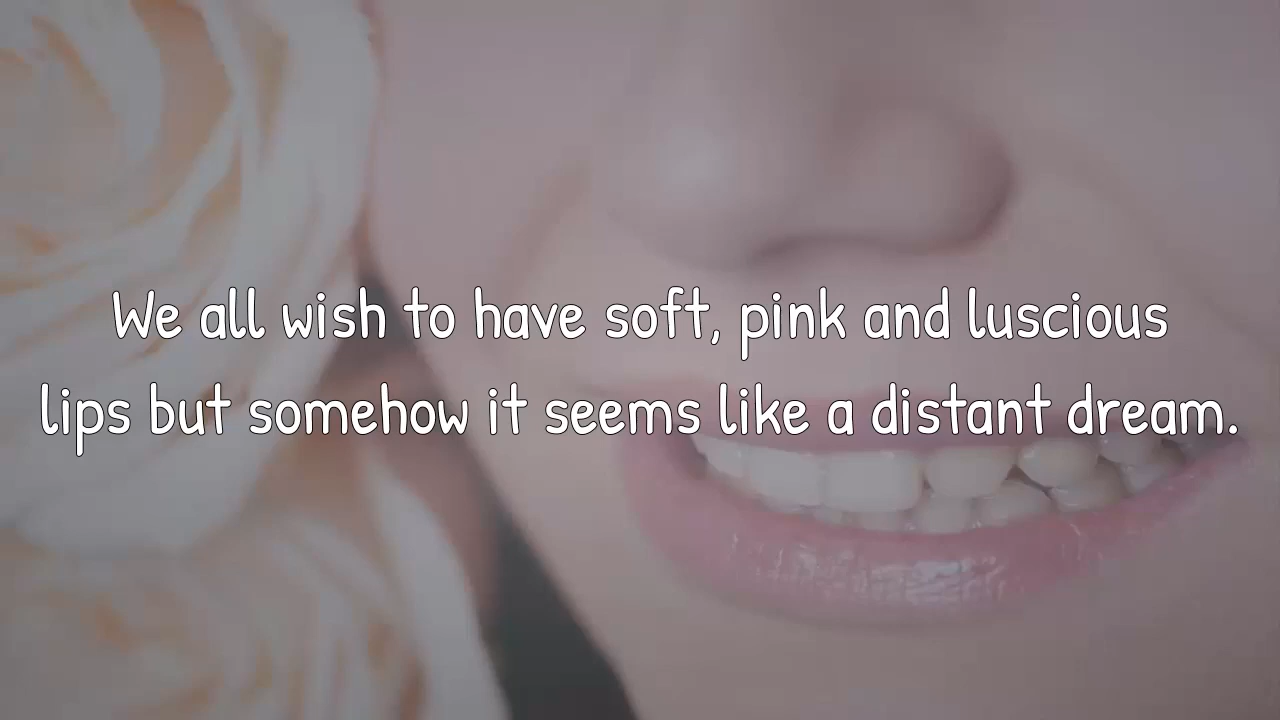 We all wish to have soft, pink and luscious
lips but somehow it seems like a distant dream.